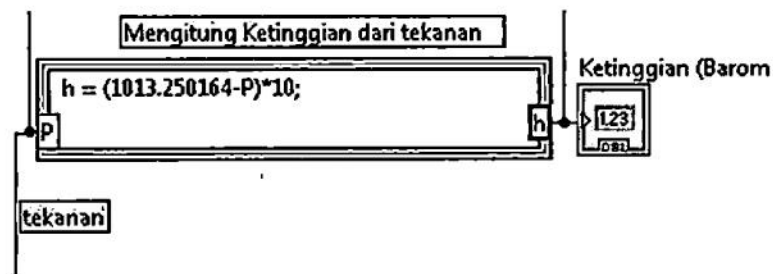 Mengitung Ketinggian dari tekanan
Ketinggian (Barom
h = (1013.250164-P)*10;
P
h
1.23
DBL
tekanan